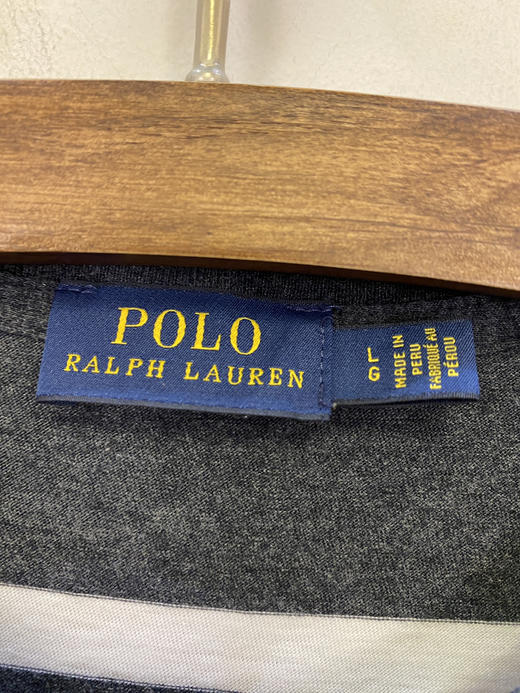 POLO
RALPH LAUREN
L
G
MADE IN
PERU
FABRIQUÉ AU
PÉROU